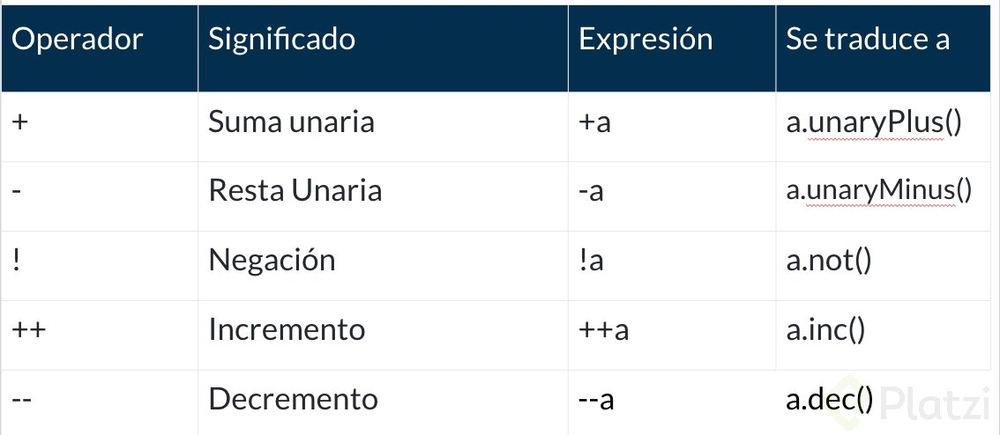 Operador Significado Expresión Se traduce a
+ Suma unaria +a a.unaryPlus()
- Resta Unaria -a a.unaryMinus()
! Negación !a a.not()
++ Incremento ++a a.inc()
-- Decremento --a a.dec()
Platzi